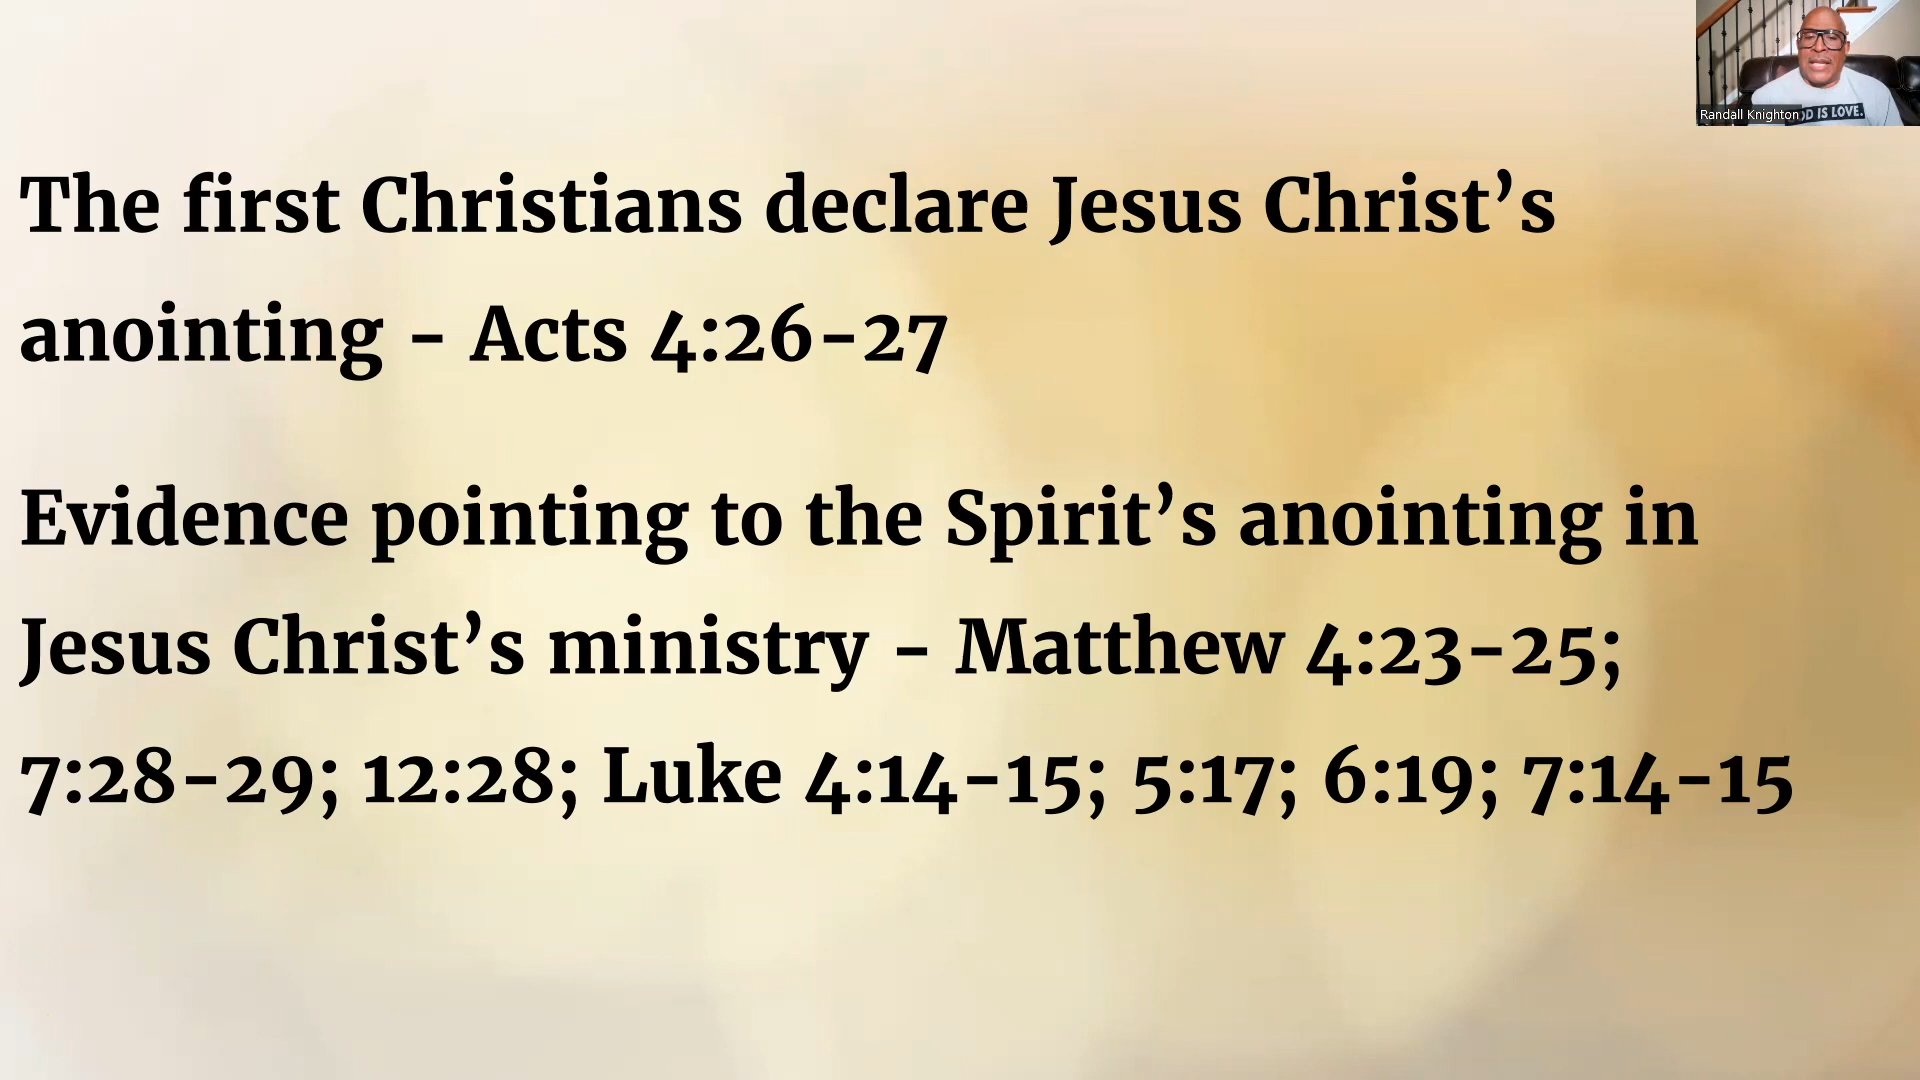 Randall Knighton
D IS LOVE.
The first Christians declare Jesus Christ’s
anointing - Acts 4:26-27
Evidence pointing to the Spirit’s anointing in
Jesus Christ’s ministry - Matthew 4:23-25;
7:28-29; 12:28; Luke 4:14-15; 5:17; 6:19; 7:14-15